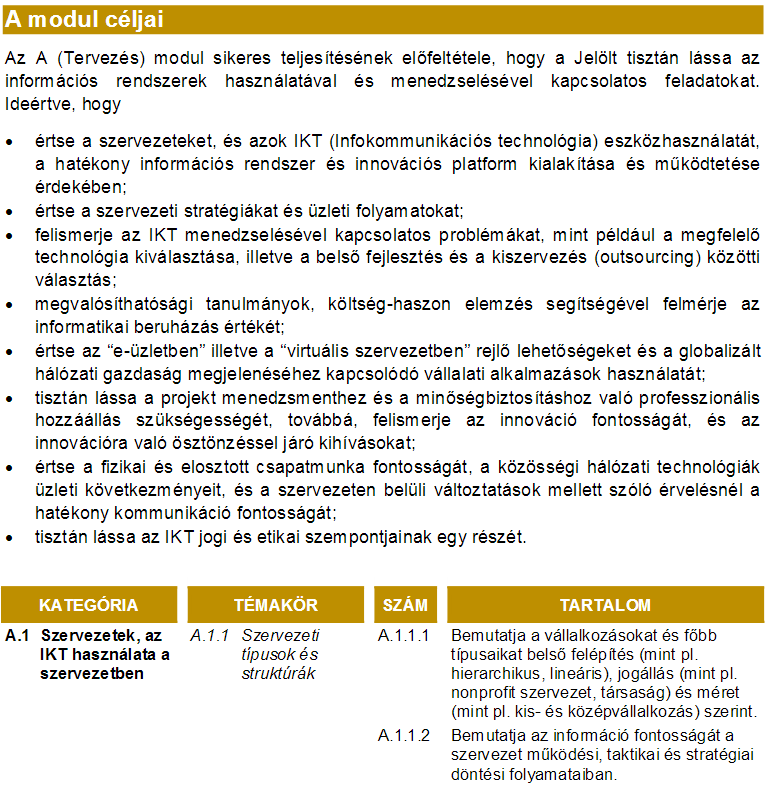 A modul céljai
Az A (Tervezés) modul sikeres teljesítésének előfeltétele, hogy a Jelölt tisztán lássa az
információs rendszerek használatával és menedzselésével kapcsolatos feladatokat.
Ideértve, hogy
• értse a szervezeteket, és azok IKT (Infokommunikációs technológia) eszközhasználatát,
a hatékony információs rendszer és innovációs platform kialakítása és működtetése
érdekében;
• értse a szervezeti stratégiákat és üzleti folyamatokat;
• felismerje az IKT menedzselésével kapcsolatos problémákat, mint például a megfelelő
technológia kiválasztása, illetve a belső fejlesztés és a kiszervezés (outsourcing) közötti
választás;
• megvalósíthatósági tanulmányok, költség-haszon elemzés segítségével felmérje az
informatikai beruházás értékét;
• értse az “e-üzletben” illetve a “virtuális szervezetben” rejlő lehetőségeket és a globalizált
hálózati gazdaság megjelenéséhez kapcsolódó vállalati alkalmazások használatát;
• tisztán lássa a projekt menedzsmenthez és a minőségbiztosításhoz való professzionális
hozzáállás szükségességét, továbbá, felismerje az innováció fontosságát, és az
innovációra való ösztönzéssel járó kihívásokat;
• értse a fizikai és elosztott csapatmunka fontosságát, a közösségi hálózati technológiák
üzleti következményeit, és a szervezeten belüli változtatások mellett szóló érvelésnél a
hatékony kommunikáció fontosságát;
• tisztán lássa az IKT jogi és etikai szempontjainak egy részét.
KATEGÓRIA TÉMAKÖR SZÁM TARTALOM
A.1 Szervezetek, az A.1.1 Szervezeti A.1.1.1 Bemutatja a vállalkozásokat és főbb
IKT használata a típusok és típusaikat belső felépítés (mint pl.
szervezetben struktúrák hierarchikus, lineáris), jogállás (mint pl.
nonprofit szervezet, társaság) és méret
(mint pl. kis- és középvállalkozás) szerint.
A.1.1.2 Bemutatja az információ fontosságát a
szervezet működési, taktikai és stratégiai
döntési folyamataiban.